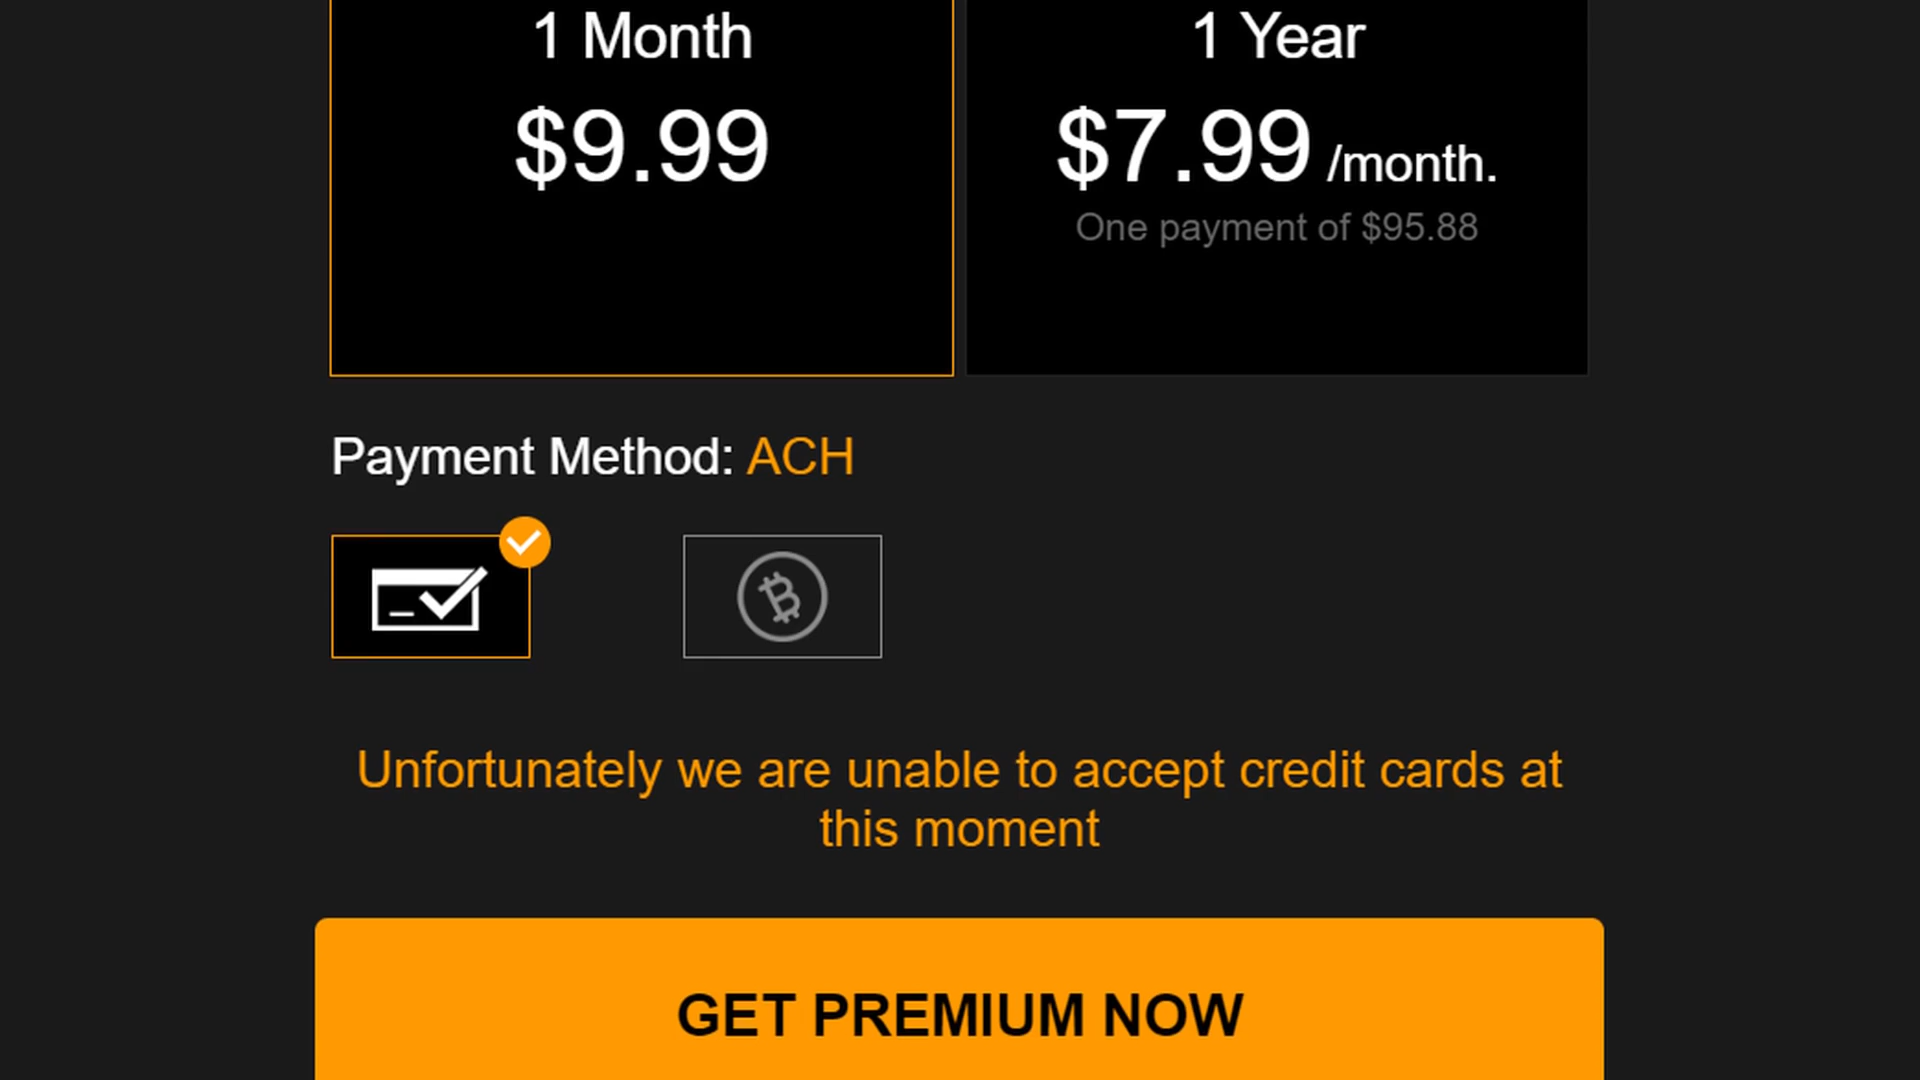 1 Month
$9.99
1 Year
$7.99 /month.
One payment of $95.88
Payment Method: ACH
Unfortunately we are unable to accept credit cards at
this moment
GET PREMIUM NOW